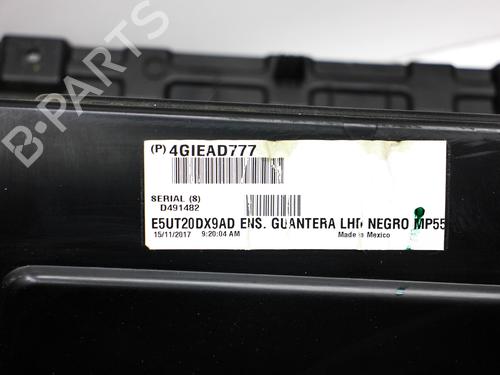 (P) 4GIEAD777
SERIAL (S)
D491482
E5UT20DX9AD ENS. GUANTERA LHD NEGRO MP55
15/11/2017 9:20:04 AM Made in Mexico
B-PARTS